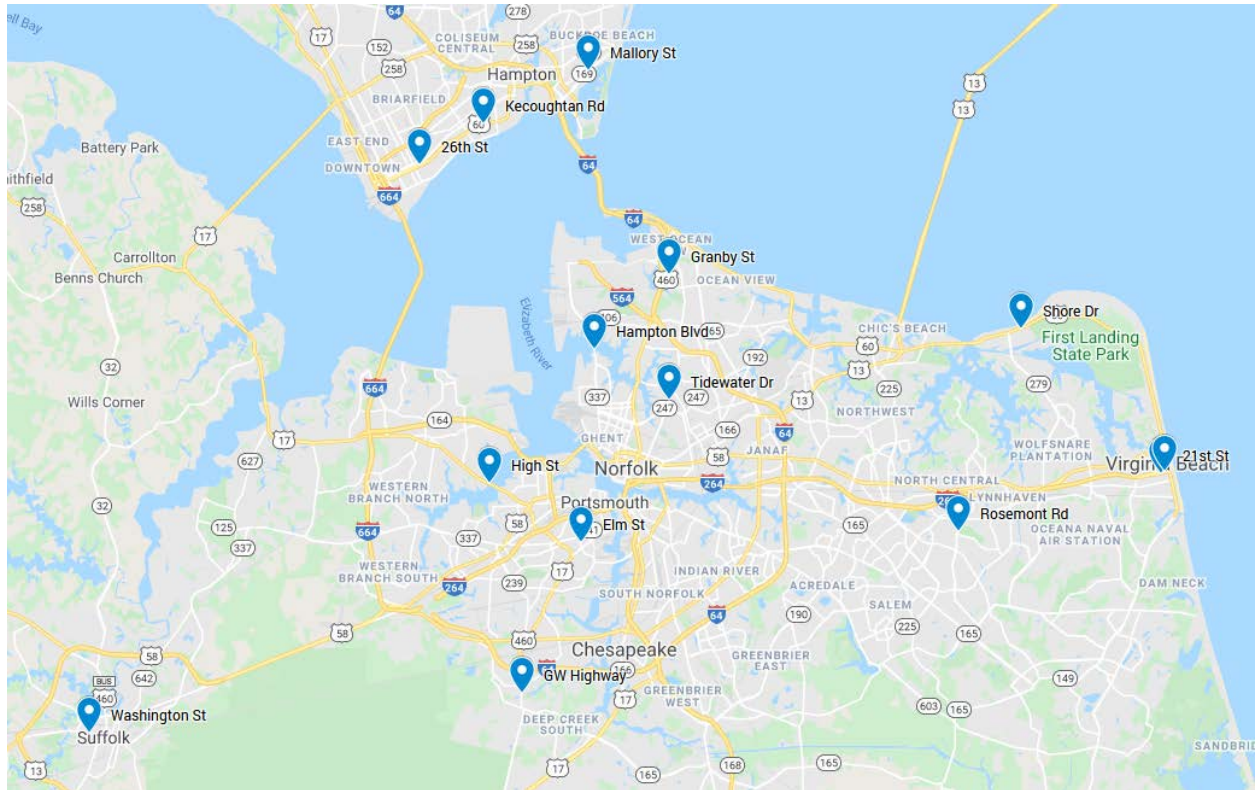 ell Bay
17
64
278
152
COLISEUM
CENTRAL
258
BUCKROE BEACH
Mallory St
169
258
Hampton
13
13
BRIARFIELD
Kecoughtan Rd
60
EAST END
26th St
Battery Park
DOWNTOWN
64
ithfield
664
258
17
64
WEST OCEAN
Granby St
Carrollton
460
OCEAN VIEW
Benns Church
564
Elizabeth River
Hampton Blvd
CHIC'S BEACH
Shore Dr
First Landing
State Park
60
192
13
32
Tidewater Dr
279
664
225
Wills Corner
337
247
247
13
NORTHWEST
164
166
17
GHENT
64
WOLFSNARE
PLANTATION
627
High St
Norfolk
58
JANAF
21st St
Virginia Beach
264
NORTH CENTRAL
WESTERN
BRANCH NORTH
LYNNHAVEN
32
Portsmouth
Rosemont Rd
58
Elm St
165
OCEANA NAVAL
AIR STATION
125
337
664
337
WESTERN
BRANCH SOUTH
17
INDIAN RIVER
264
239
ACREDALE
DAM NECK
SOUTH NORFOLK
SALEM
64
190
58
225
460
165
58
Chesapeake
GREENBRIER
EAST
642
64
166
149
GW Highway
BUS
460
GREENBRIER
WEST
17
Washington St
603
165
DEEP CREEK
SOUTH
Suffolk
SANDBRID
13
17
165
168
165